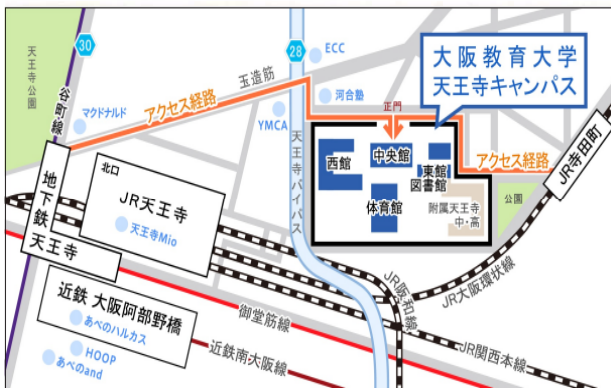 30
28
ECC
大阪教育大学
天王寺キャンパス
天王寺
公園
谷町線
マクドナルド
アクセス経路
玉造筋
YMCA
河合塾
正門
天王寺バイパス
西館
中央館
東館
図書館
体育館
附属天王寺
中・高
アクセス経路
公園
JR寺田町
北口
JR天王寺
天王寺Mio
地下鉄
天王寺
近鉄 大阪阿部野橋
あべのハルカス
HOOP
あべのand
御堂筋線
近鉄南大阪線
JR阪和線
JR大阪環状線
JR関西本線